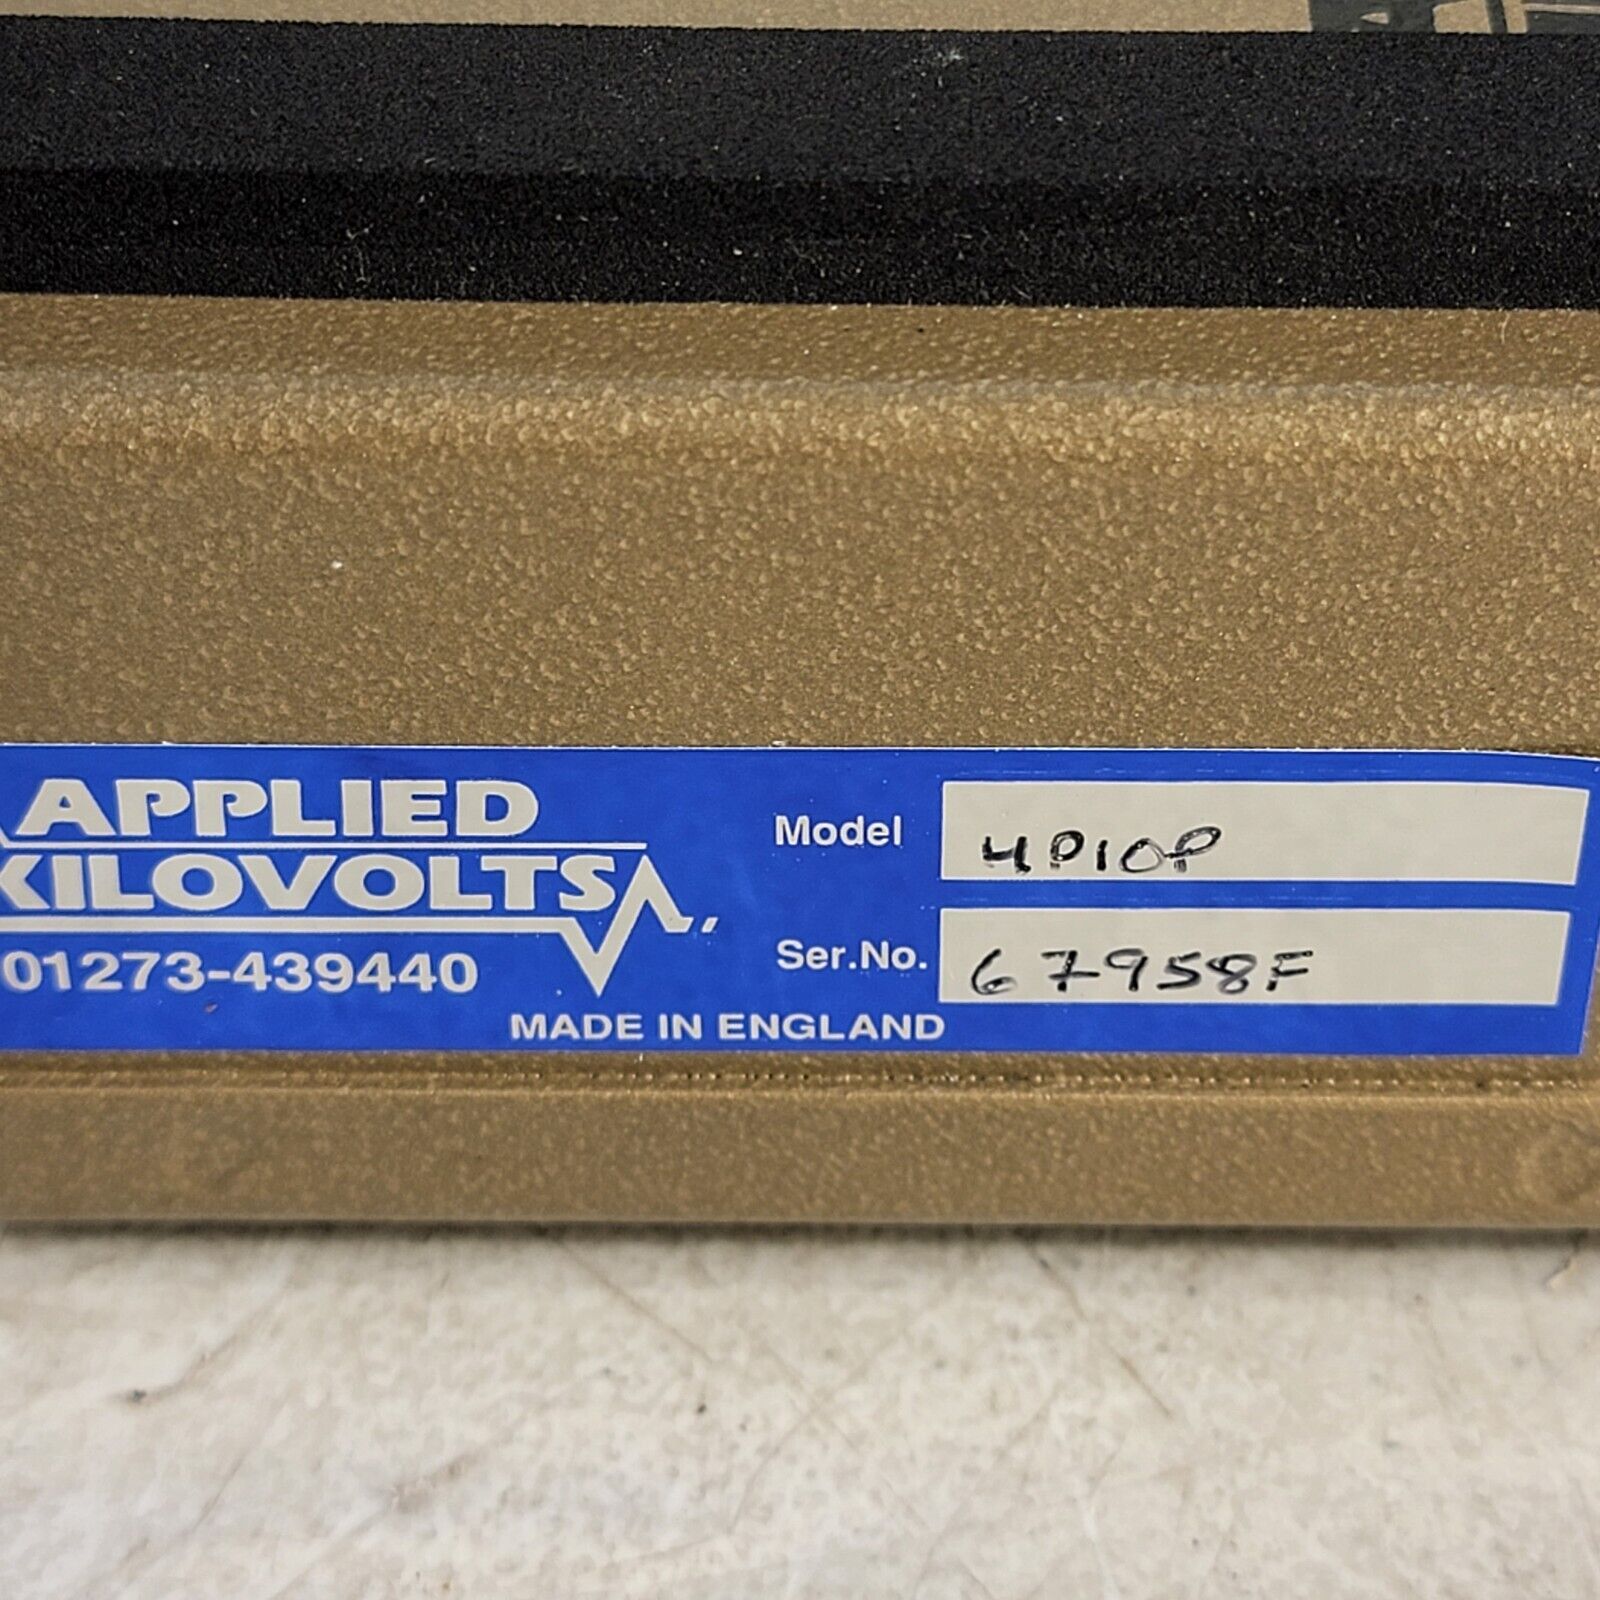 APPLIED
KILOVOLTS
01273-439440
MADE IN ENGLAND
Model 4P10P
Ser.No. 67958F